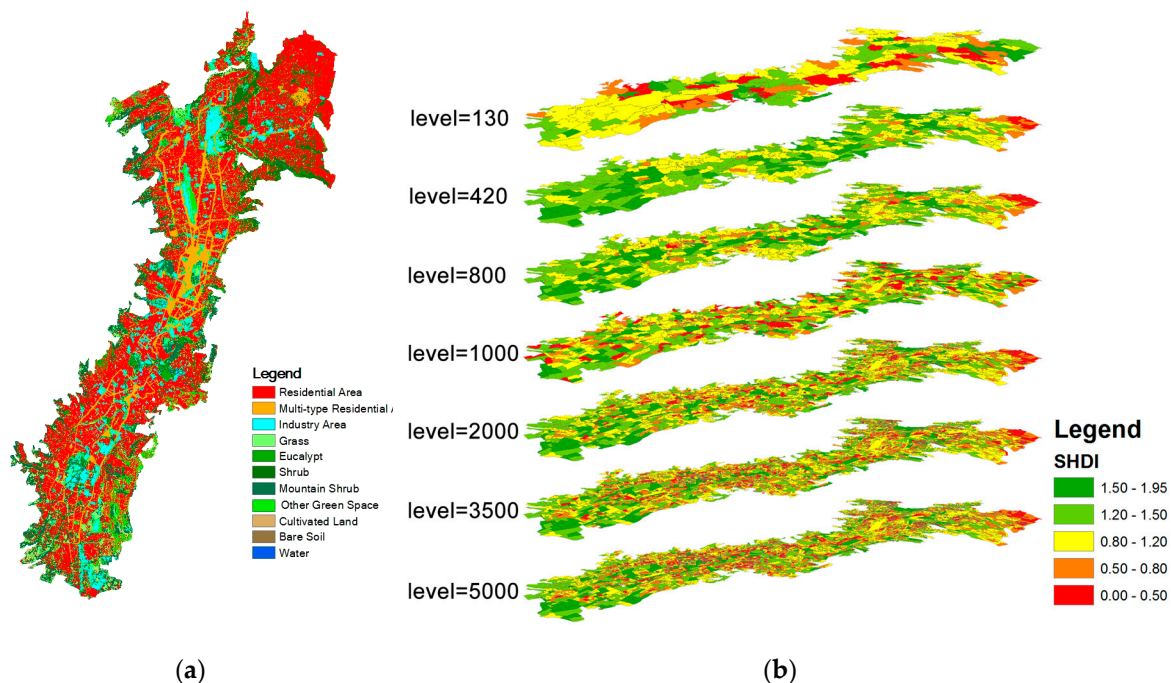 Legend
Residential Area
Multi-type Residential
Industry Area
Grass
Eucalypt
Shrub
Mountain Shrub
Other Green Space
Cultivated Land
Bare Soil
Water
(a)
level=130
level=420
level=800
level=1000
level=2000
level=3500
level=5000
Legend
SHDI
1.50 - 1.95
1.20 - 1.50
0.80 - 1.20
0.50 - 0.80
0.00 - 0.50
(b)